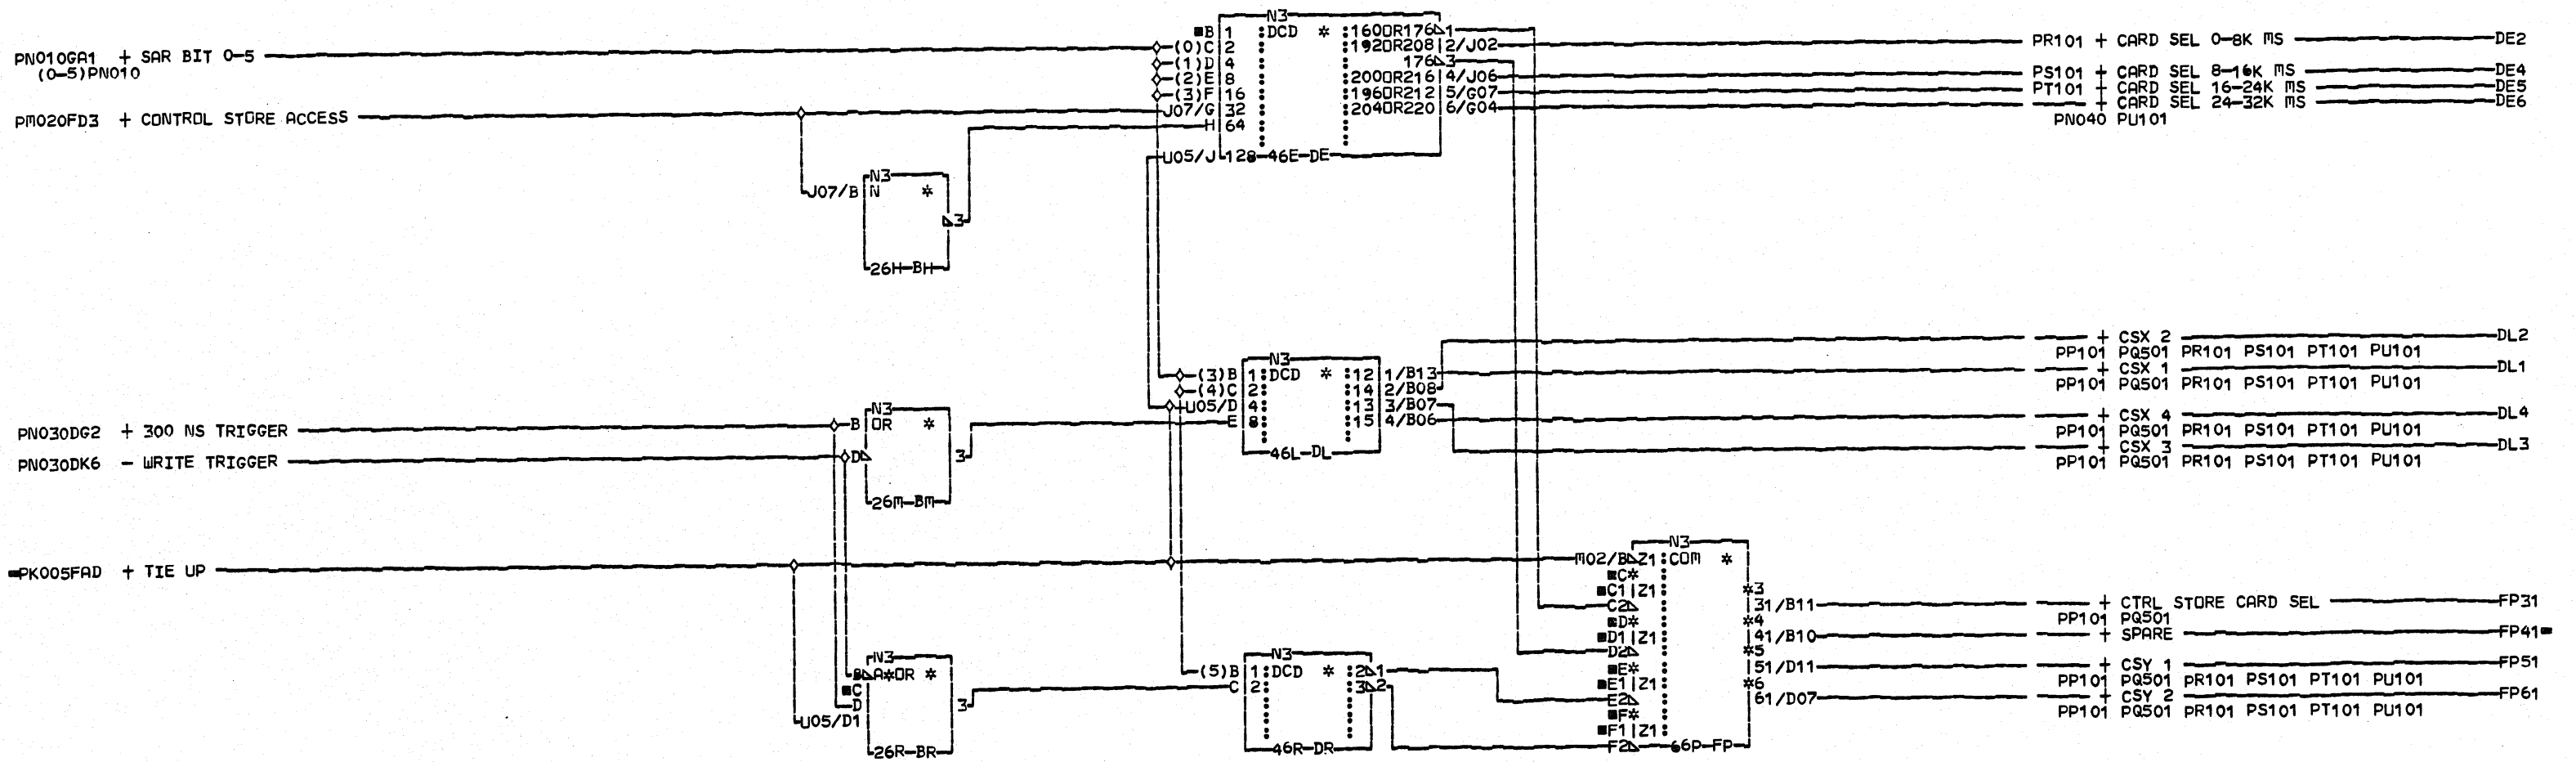 PN010GA1 + SAR BIT 0-5
(0-5)PN010
PM020FD3 + CONTROL STORE ACCESS
N3
■B 1 DCD * 160OR176 1
(0)C 2 192OR208 2/J02
(1)D 4 176 3
(2)E 8 200OR216 4/J06
(3)F 16 196OR212 5/G07
J07/G 32 204OR220 6/G04
H 64
U05/J 128 46E-DE
PR101 + CARD SEL 0-8K MS DE2
PS101 + CARD SEL 8-16K MS DE4
PT101 + CARD SEL 16-24K MS DE5
+ CARD SEL 24-32K MS DE6
PN040 PU101
N3
J07/B N *
3
26H-BH
N3
(3)B 1 DCD * 12 1/B13
(4)C 2 14 2/B08
U05/D 4 13 3/B07
E 8 15 4/B06
46L-DL
+ CSX 2 DL2
PP101 PQ501 PR101 PS101 PT101 PU101
+ CSX 1 DL1
PP101 PQ501 PR101 PS101 PT101 PU101
+ CSX 4 DL4
PP101 PQ501 PR101 PS101 PT101 PU101
+ CSX 3 DL3
PP101 PQ501 PR101 PS101 PT101 PU101
PN030DG2 + 300 NS TRIGGER
PN030DK6 - WRITE TRIGGER
N3
B OR *
D 3
26M-BM
■PK005FAD + TIE UP
N3
B A*OR *
■C
D 3
U05/D1
26R-BR
N3
(5)B 1 DCD * 2 1
C 2 3 2
46R-DR
N3
M02/B Z1 COM *
■C*
■C1|Z1 *3
C2 31/B11
■D* *4
■D1|Z1 41/B10
D2 *5
■E* 51/D11
■E1|Z1 *6
E2 61/D07
■F*
■F1|Z1
F2 66P-FP
+ CTRL STORE CARD SEL FP31
PP101 PQ501
+ SPARE FP41■
+ CSY 1 FP51
PP101 PQ501 PR101 PS101 PT101 PU101
+ CSY 2 FP61
PP101 PQ501 PR101 PS101 PT101 PU101